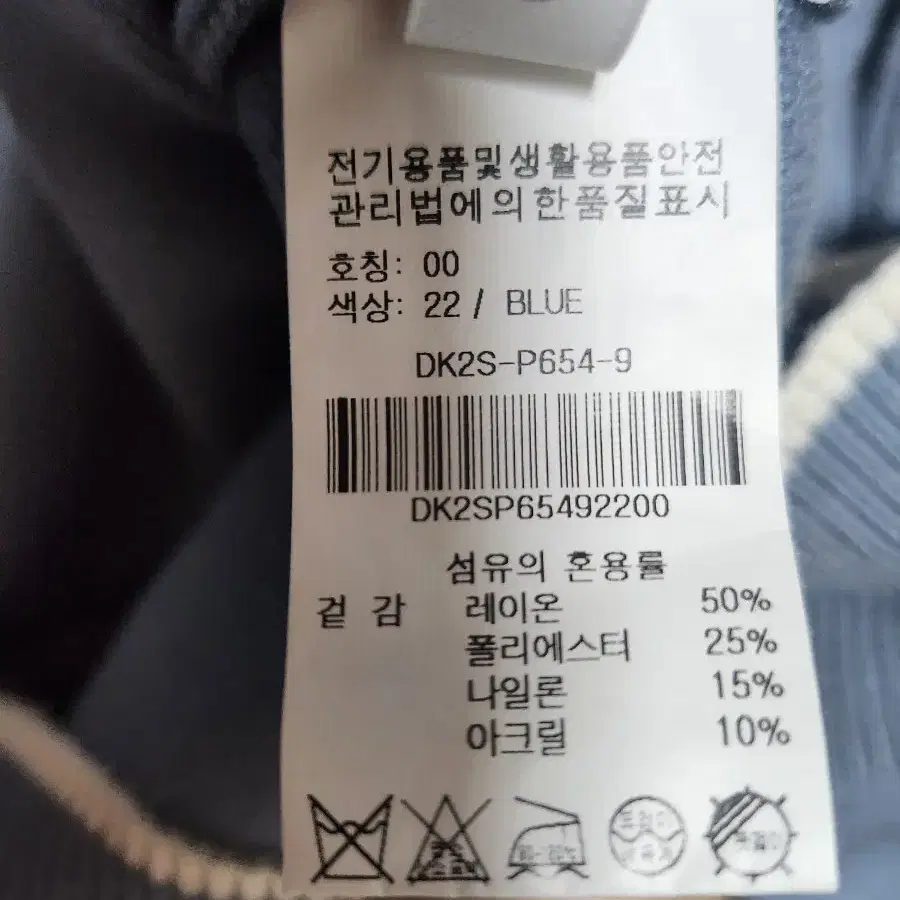 전기용품및생활용품안전
관리법에의한품질표시
호칭: 00
색상: 22 / BLUE
DK2S-P654-9
DK2SP65492200
섬유의 혼용률
겉 감 레이온 50%
폴리에스터 25%
나일론 15%
아크릴 10%